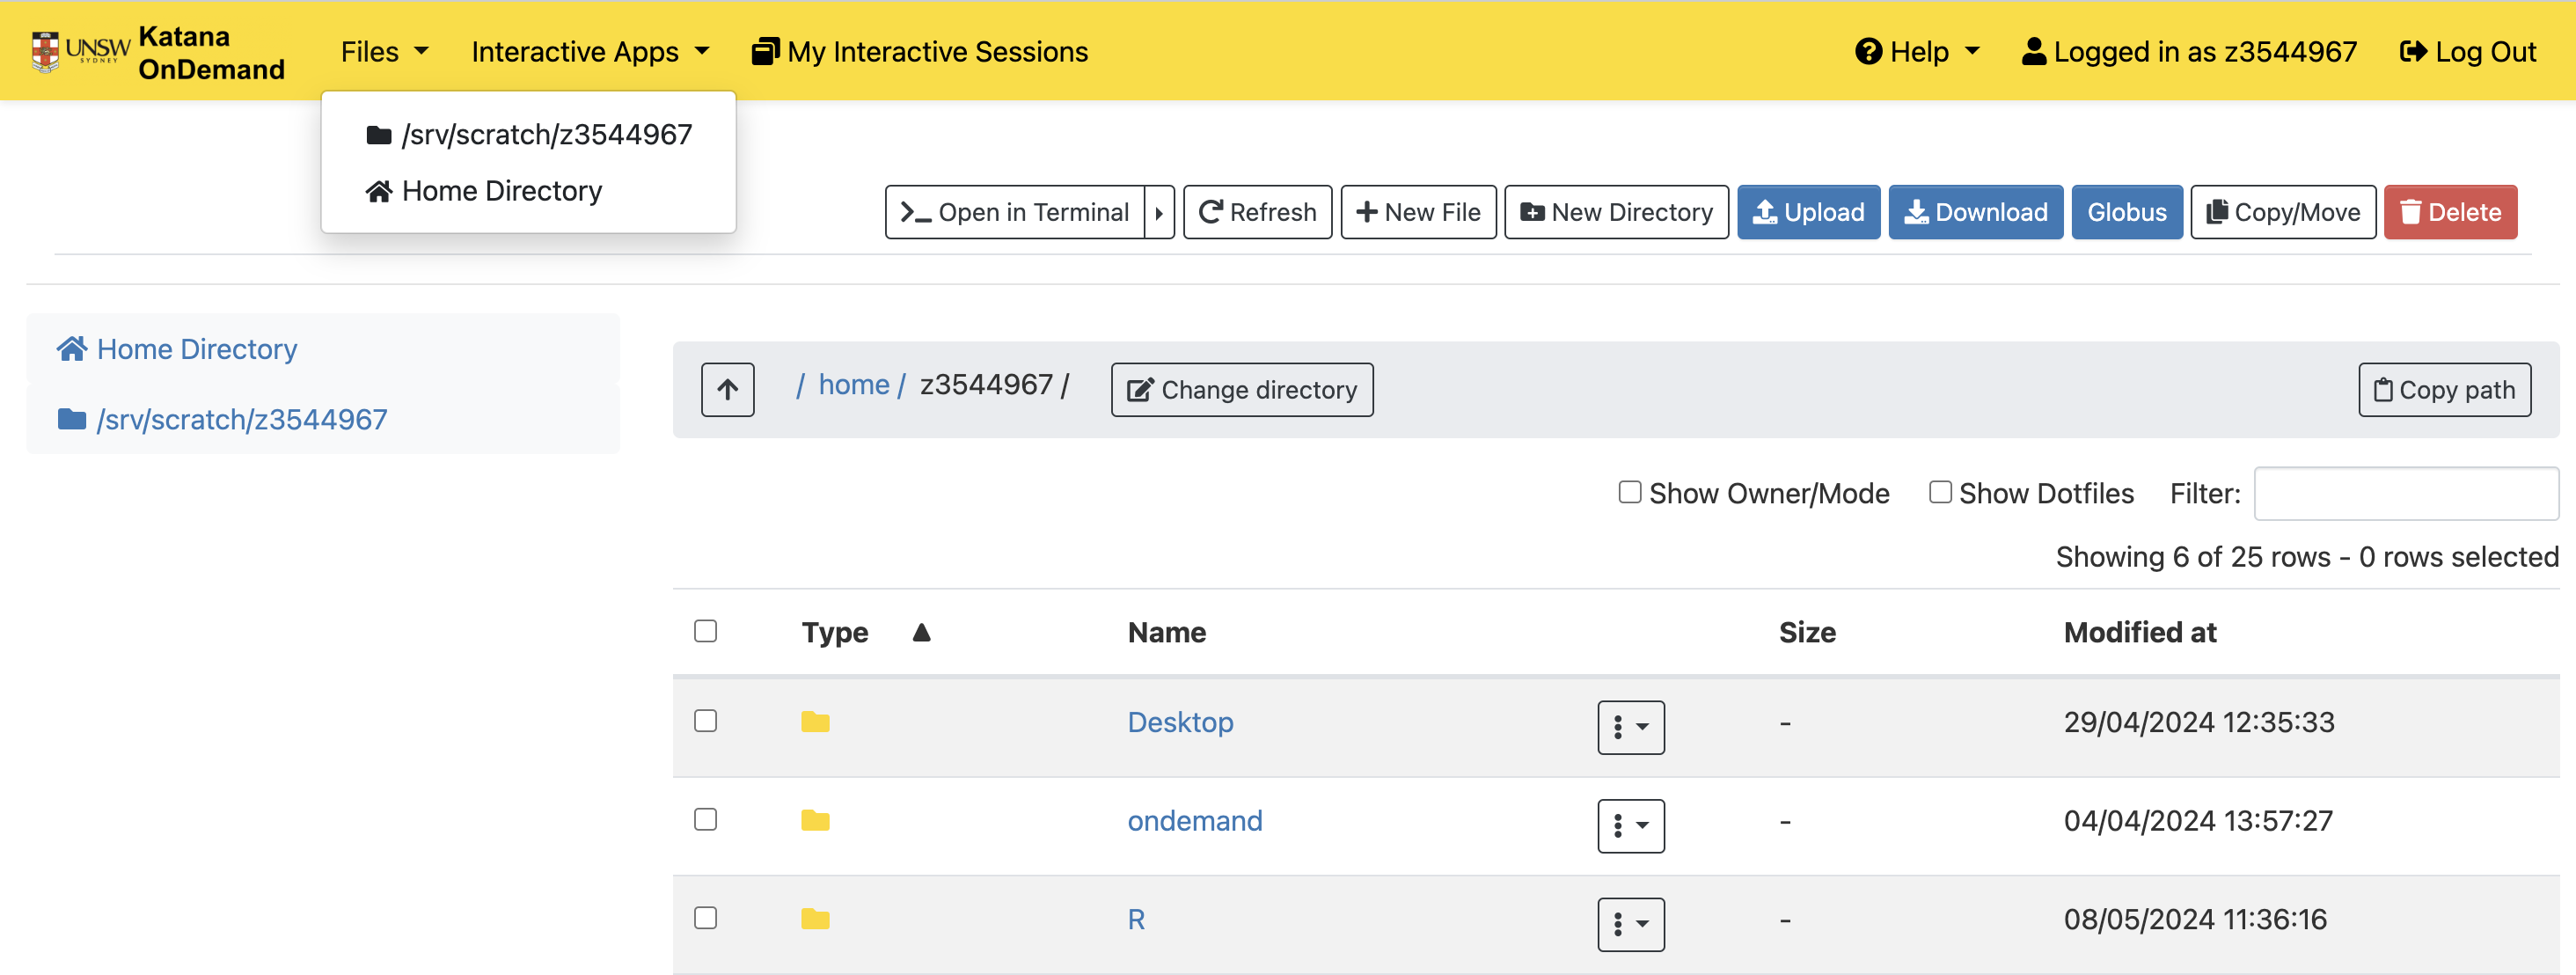 UNSW SYDNEY Katana OnDemand Files Interactive Apps My Interactive Sessions Help Logged in as z3544967 Log Out
/srv/scratch/z3544967
Home Directory
Open in Terminal Refresh New File New Directory Upload Download Globus Copy/Move Delete
Home Directory
/srv/scratch/z3544967
/ home / z3544967 / Change directory Copy path
Show Owner/Mode Show Dotfiles Filter:
Showing 6 of 25 rows - 0 rows selected
Type Name Size Modified at
Desktop - 29/04/2024 12:35:33
ondemand - 04/04/2024 13:57:27
R - 08/05/2024 11:36:16